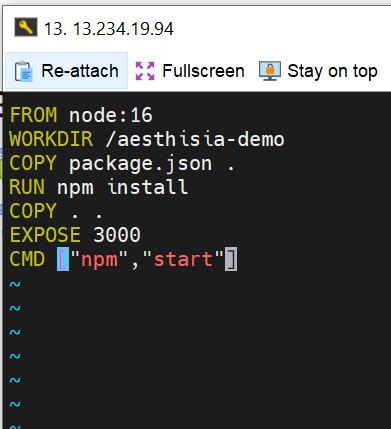 13. 13.234.19.94
Re-attach Fullscreen Stay on top
FROM node:16
WORKDIR /aesthisia-demo
COPY package.json .
RUN npm install
COPY . .
EXPOSE 3000
CMD ["npm","start"]
~
~
~
~
~
~